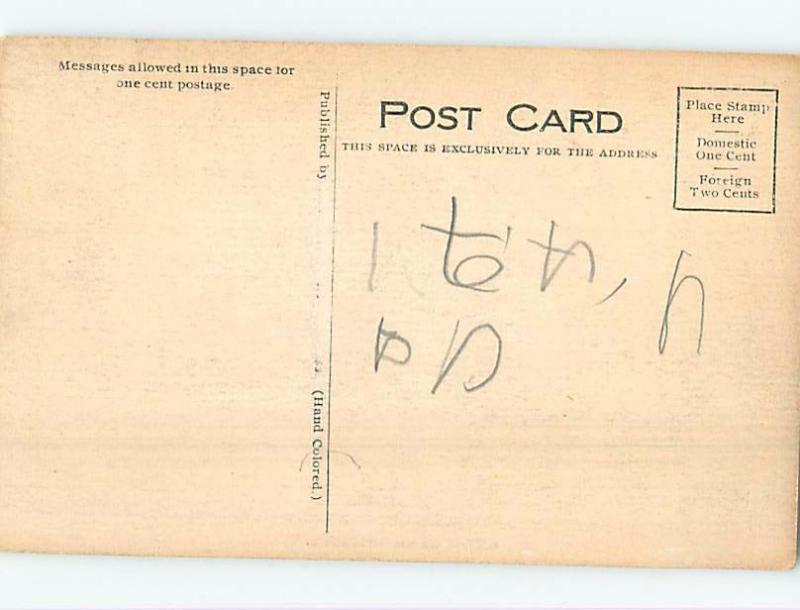 Messages allowed in this space for
one cent postage
Published by
(Hand Colored.)
POST CARD
THIS SPACE IS EXCLUSIVELY FOR THE ADDRESS
Place Stamp
Here
Domestic
One Cent
Foreign
Two Cents